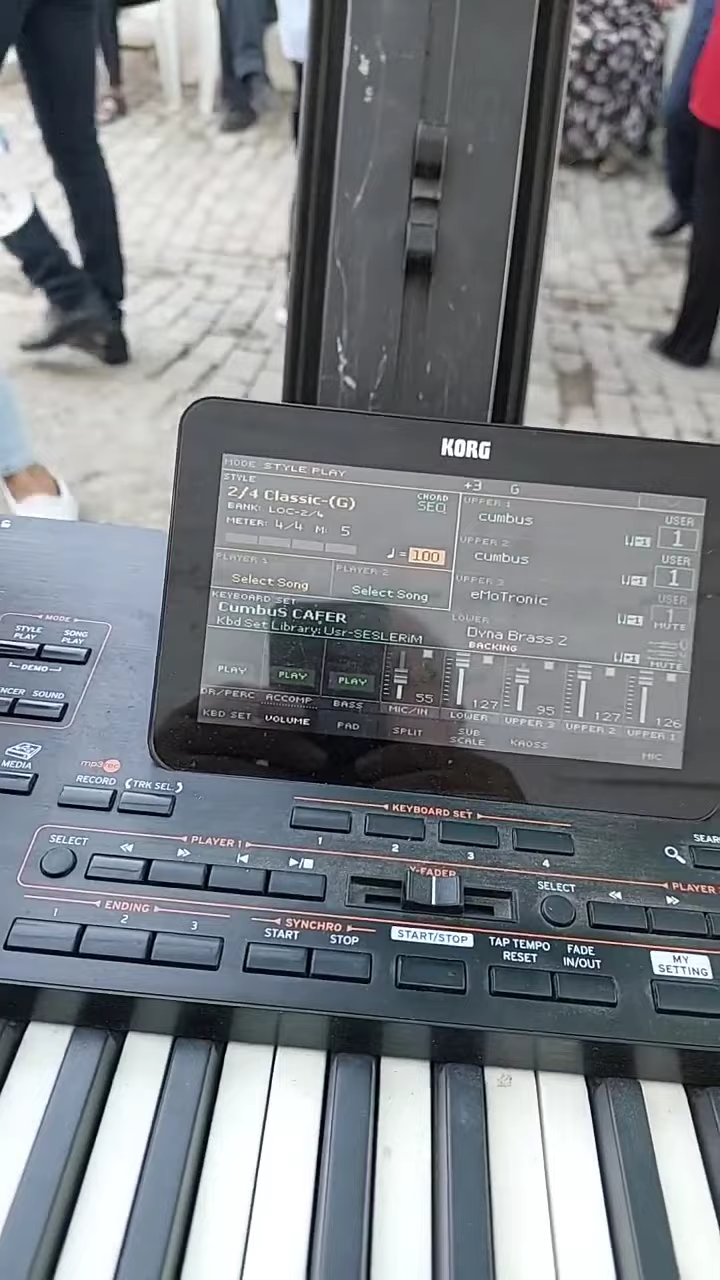 KORG
MODE STYLE PLAY
+3 G
STYLE
2/4 Classic-(G)
BANK: LOC-2/4
METER: 4/4 M: 5
CHORD
SEQ
♩= 100
PLAYER 1
Select Song
PLAYER 2
Select Song
UPPER 1
cumbus
USER
1
UPPER 2
cumbus
USER
1
UPPER 3
eMoTronic
USER
1
MUTE
LOWER
Dyna Brass 2
BACKING
MUTE
KEYBOARD SET
CumbuS CAFER
Kbd Set Library: Usr-SESLERiM
PLAY PLAY PLAY 55 127 95 127 126
DR/PERC ACCOMP BASS MIC/IN LOWER UPPER 3 UPPER 2 UPPER 1
KBD SET VOLUME PAD SPLIT SUB SCALE KAOSS MIC
MODE
STYLE PLAY
SONG PLAY
DEMO
NCER SOUND
MEDIA
mp3rec
RECORD
TRK SEL.
KEYBOARD SET
1 2 3 4
SEAR
SELECT
PLAYER 1
X-FADER
SELECT
PLAYER
ENDING
1 2 3
SYNCHRO
START STOP
START/STOP
TAP TEMPO
RESET
FADE
IN/OUT
MY
SETTING